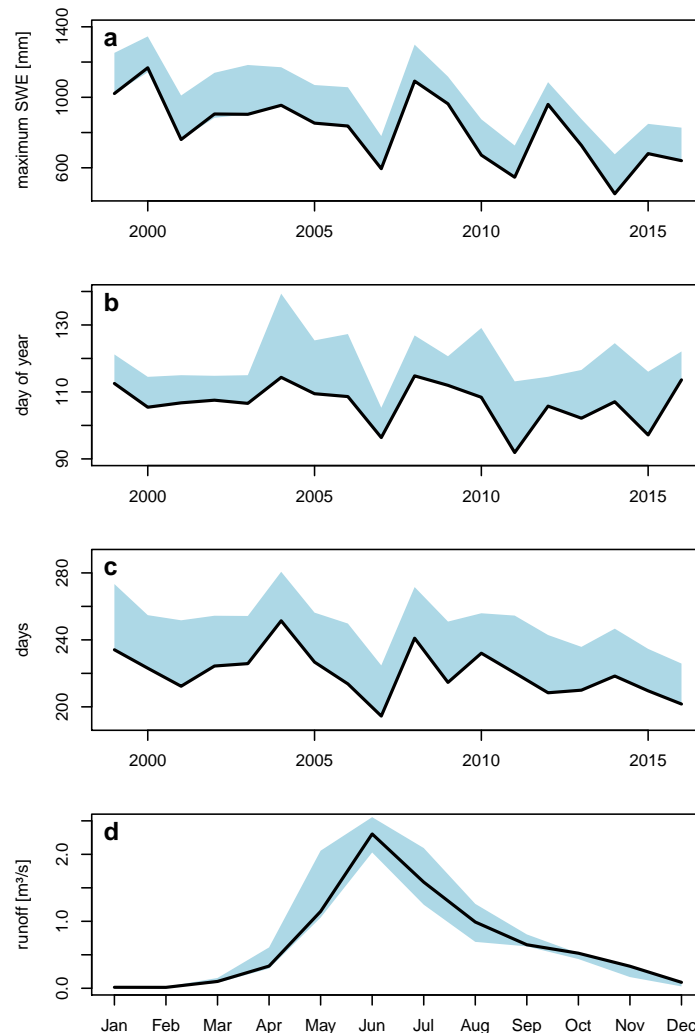 a
maximum SWE [mm]
1400
1000
600
2000 2005 2010 2015
b
day of year
130
110
90
2000 2005 2010 2015
c
days
280
240
200
2000 2005 2010 2015
d
runoff [m³/s]
2.0
1.0
0.0
Jan Feb Mar Apr May Jun Jul Aug Sep Oct Nov Dec